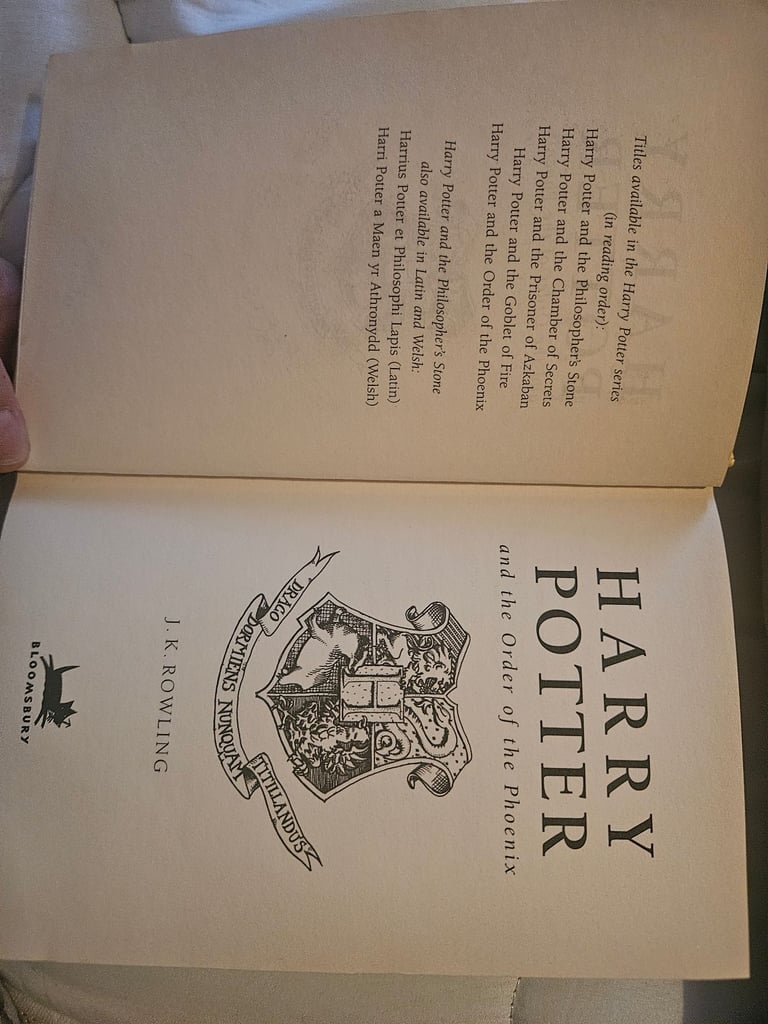 Titles available in the Harry Potter series
(in reading order):
Harry Potter and the Philosopher's Stone
Harry Potter and the Chamber of Secrets
Harry Potter and the Prisoner of Azkaban
Harry Potter and the Goblet of Fire
Harry Potter and the Order of the Phoenix
Harry Potter and the Philosopher's Stone
also available in Latin and Welsh:
Harrius Potter et Philosophi Lapis (Latin)
Harri Potter a Maen yr Athronydd (Welsh)
HARRY
POTTER
and the Order of the Phoenix
H
DRACO DORMIENS NUNQUAM TITILLANDUS
J.K. ROWLING
BLOOMSBURY